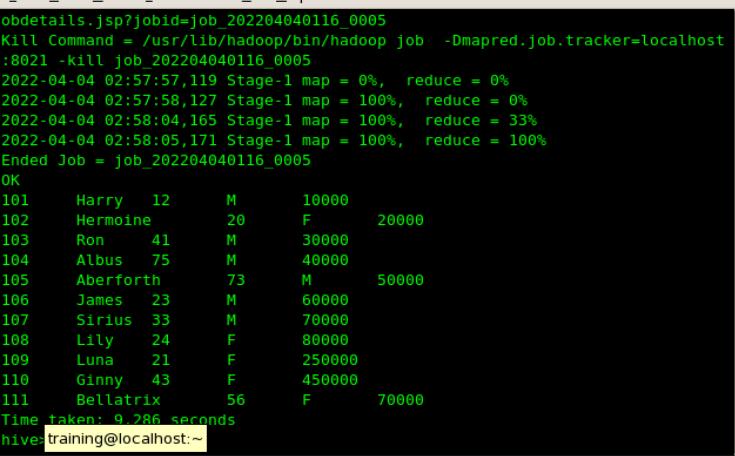 obdetails.jsp?jobid=job_202204040116_0005
Kill Command = /usr/lib/hadoop/bin/hadoop job  -Dmapred.job.tracker=localhost
:8021 -kill job_202204040116_0005
2022-04-04 02:57:57,119 Stage-1 map = 0%,  reduce = 0%
2022-04-04 02:57:58,127 Stage-1 map = 100%,  reduce = 0%
2022-04-04 02:58:04,165 Stage-1 map = 100%,  reduce = 33%
2022-04-04 02:58:05,171 Stage-1 map = 100%,  reduce = 100%
Ended Job = job_202204040116_0005
OK
101	Harry	12	M	10000
102	Hermoine	20	F	20000
103	Ron	41	M	30000
104	Albus	75	M	40000
105	Aberforth	73	M	50000
106	James	23	M	60000
107	Sirius	33	M	70000
108	Lily	24	F	80000
109	Luna	21	F	250000
110	Ginny	43	F	450000
111	Bellatrix	56	F	70000
Time taken: 9.286 seconds
hive> training@localhost:~